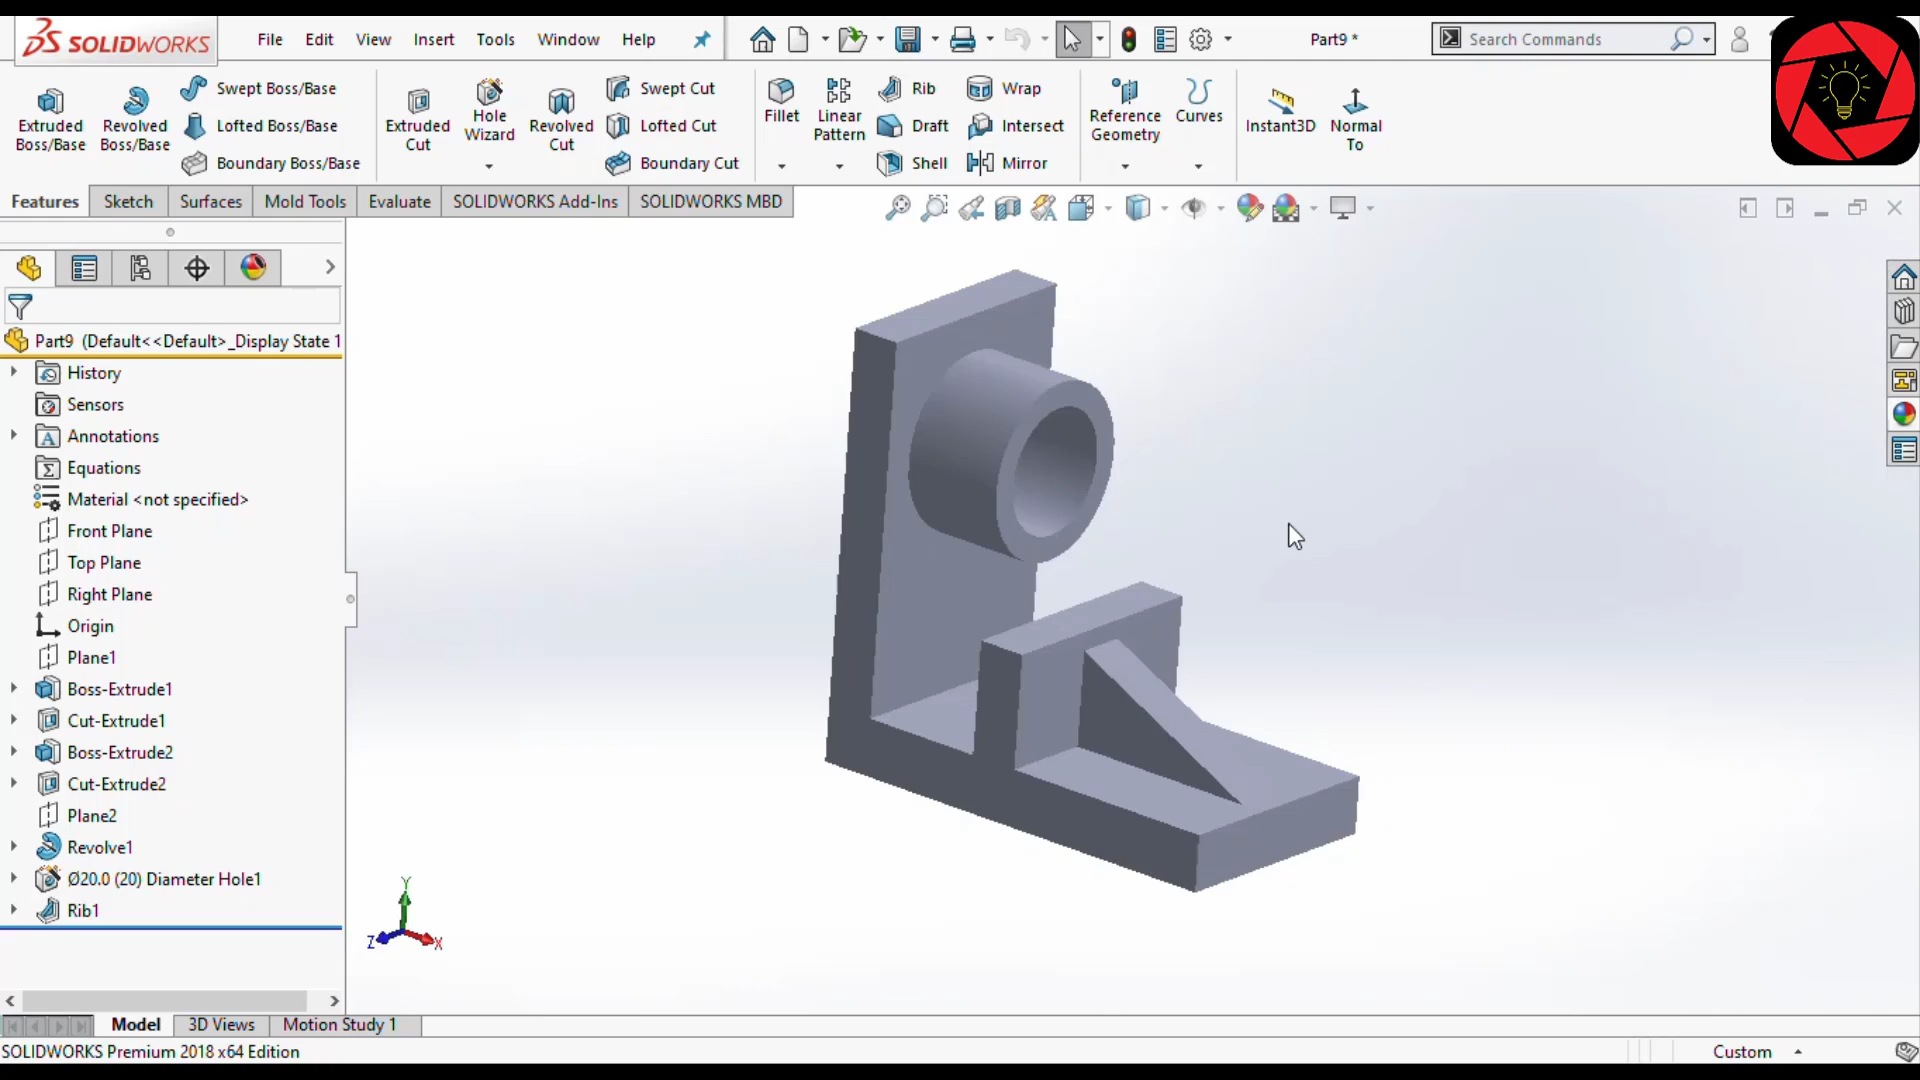 SOLIDWORKS File Edit View Insert Tools Window Help Part9 * Search Commands
Extruded Boss/Base
Revolved Boss/Base
Swept Boss/Base
Lofted Boss/Base
Boundary Boss/Base
Extruded Cut
Hole Wizard
Revolved Cut
Swept Cut
Lofted Cut
Boundary Cut
Fillet
Linear Pattern
Rib
Draft
Shell
Wrap
Intersect
Mirror
Reference Geometry
Curves
Instant3D
Normal To
Features Sketch Surfaces Mold Tools Evaluate SOLIDWORKS Add-Ins SOLIDWORKS MBD
Part9 (Default<<Default>_Display State 1
History
Sensors
Annotations
Equations
Material <not specified>
Front Plane
Top Plane
Right Plane
Origin
Plane1
Boss-Extrude1
Cut-Extrude1
Boss-Extrude2
Cut-Extrude2
Plane2
Revolve1
Ø20.0 (20) Diameter Hole1
Rib1
Y
Z X
Model 3D Views Motion Study 1
SOLIDWORKS Premium 2018 x64 Edition Custom